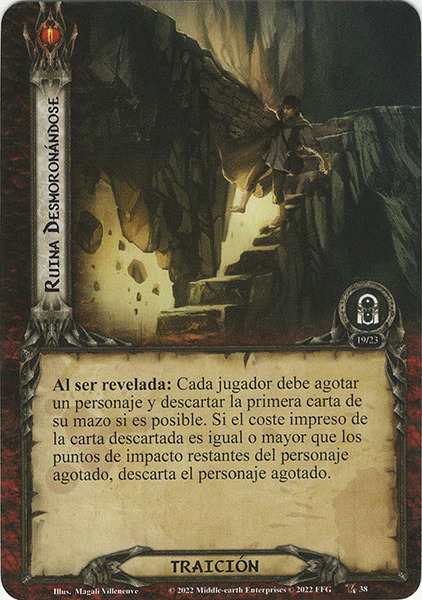 RUINA DESMORONÁNDOSE
19/23
Al ser revelada: Cada jugador debe agotar
un personaje y descartar la primera carta de
su mazo si es posible. Si el coste impreso de
la carta descartada es igual o mayor que los
puntos de impacto restantes del personaje
agotado, descarta el personaje agotado.
TRAICIÓN
Illus. Magali Villeneuve © 2022 Middle-earth Enterprises © 2022 FFG 38